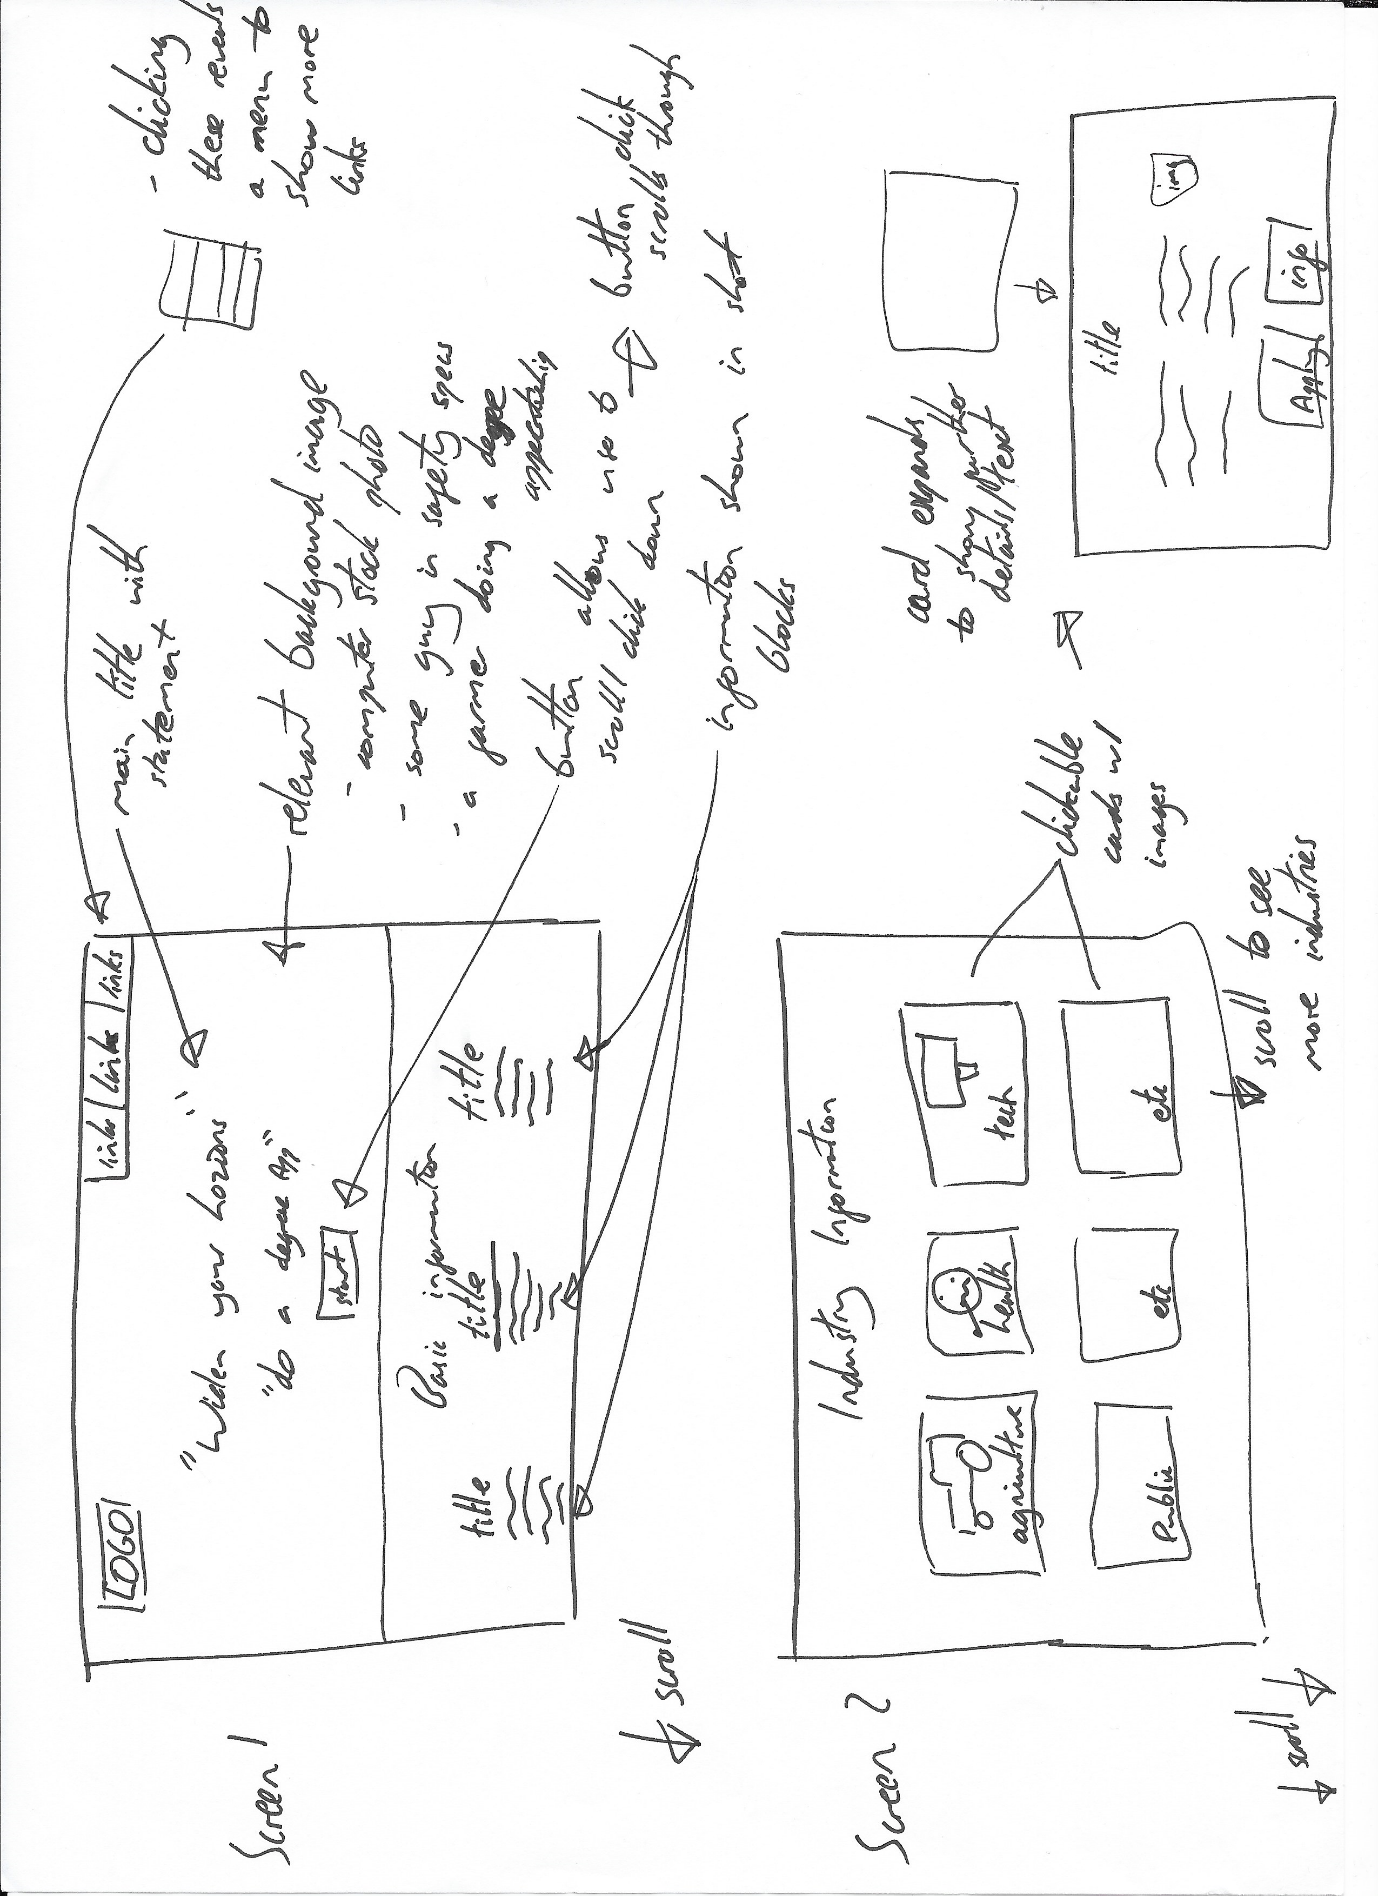 Screen 1
LOGO
links
links
links
"Widen your horizons"
"do a degree App"
start
Basic information
title
title
title
↓ scroll
- clicking
these reveals
a menu to
show more
links
main title with
statement
relevant background image
- computer stock photo
- some guy in safety specs
- a farmer doing a degree
apprenticeship
button allows use to → button click
scroll click down
scrolls through
information shown in short
blocks
Screen 2
Industry Information
agriculture
health
tech
Public
etc
etc
↓ scroll ↓
clickable
cards w/
images
↓ scroll to see
more industries
card expands
to show further
details/text
title
img
Apply
info